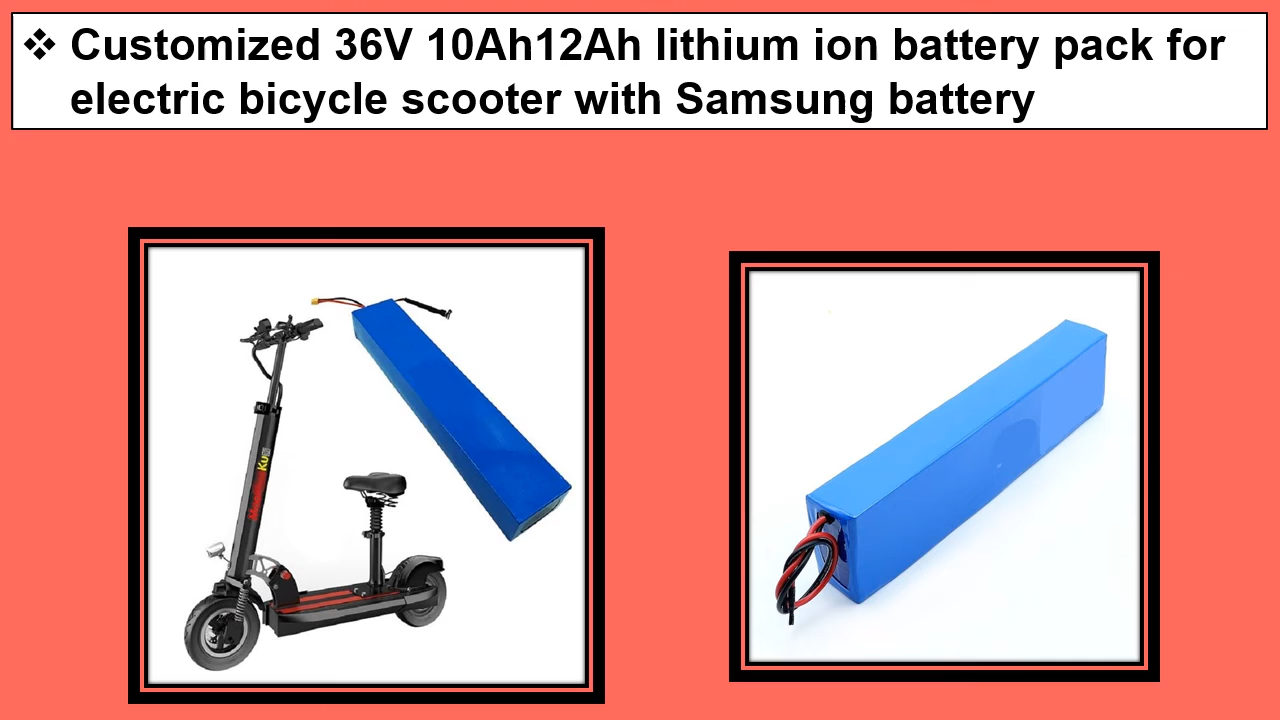 ❖ Customized 36V 10Ah12Ah lithium ion battery pack for
electric bicycle scooter with Samsung battery